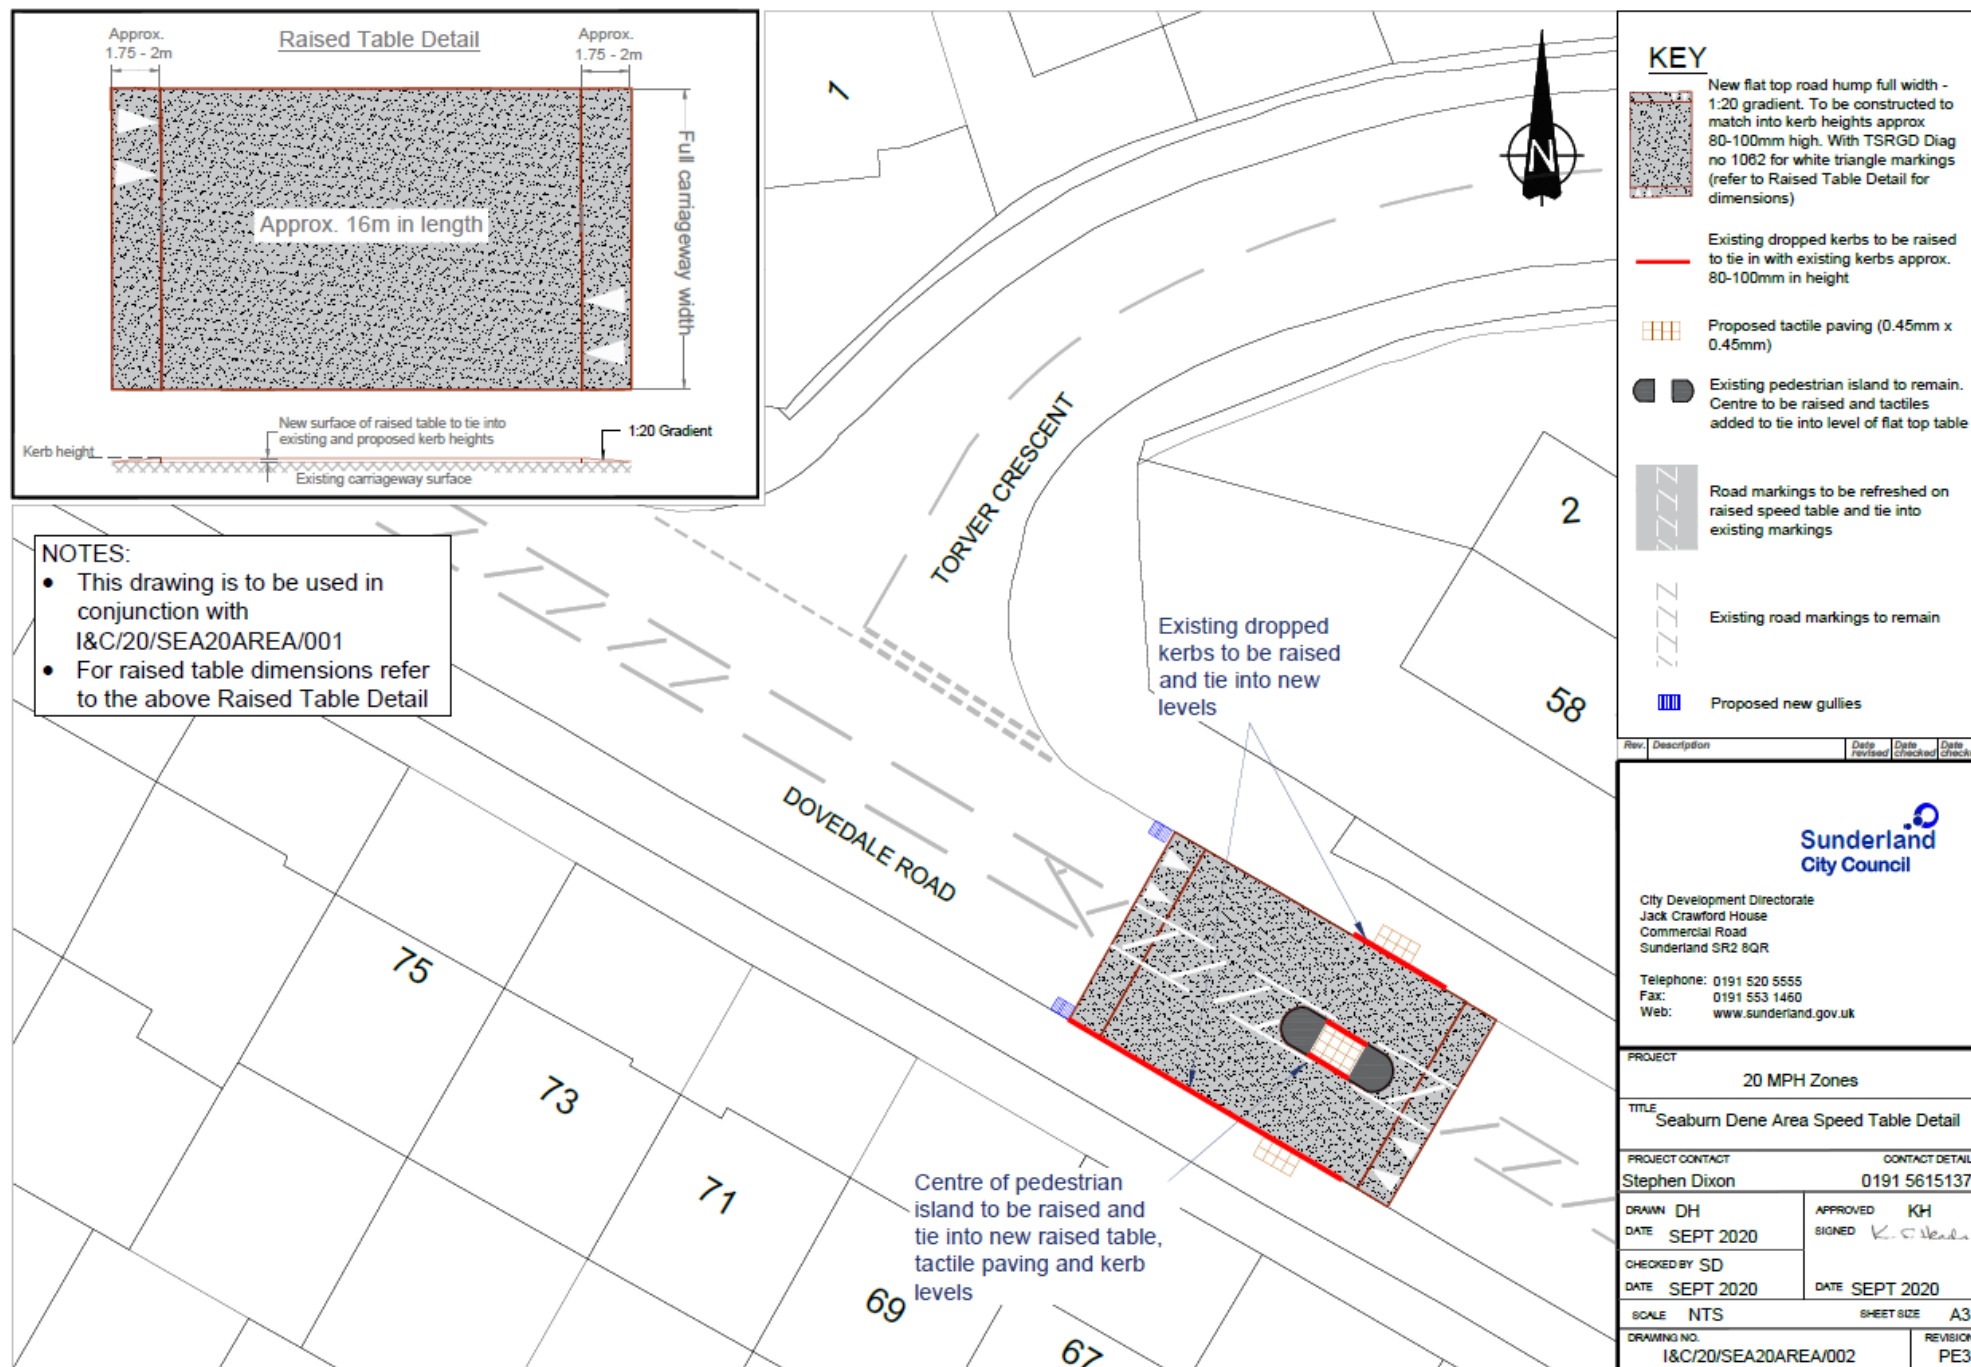 Raised Table Detail
Approx.
1.75 - 2m
Approx.
1.75 - 2m
Full carriageway width
Approx. 16m in length
New surface of raised table to tie into
existing and proposed kerb heights
1:20 Gradient
Kerb height
Existing carriageway surface
NOTES:
• This drawing is to be used in
conjunction with
I&C/20/SEA20AREA/001
• For raised table dimensions refer
to the above Raised Table Detail
1
N
TORVER CRESCENT
2
58
Existing dropped
kerbs to be raised
and tie into new
levels
DOVEDALE ROAD
75
73
71
69
67
Centre of pedestrian
island to be raised and
tie into new raised table,
tactile paving and kerb
levels
KEY
New flat top road hump full width -
1:20 gradient. To be constructed to
match into kerb heights approx
80-100mm high. With TSRGD Diag
no 1062 for white triangle markings
(refer to Raised Table Detail for
dimensions)
Existing dropped kerbs to be raised
to tie in with existing kerbs approx.
80-100mm in height
Proposed tactile paving (0.45mm x
0.45mm)
Existing pedestrian island to remain.
Centre to be raised and tactiles
added to tie into level of flat top table
Road markings to be refreshed on
raised speed table and tie into
existing markings
Existing road markings to remain
Proposed new gullies
Rev. Description Date revised Date checked Date
Sunderland
City Council
City Development Directorate
Jack Crawford House
Commercial Road
Sunderland SR2 8QR
Telephone: 0191 520 5555
Fax: 0191 553 1460
Web: www.sunderland.gov.uk
PROJECT
20 MPH Zones
TITLE
Seaburn Dene Area Speed Table Detail
PROJECT CONTACT CONTACT DETAIL
Stephen Dixon 0191 5615137
DRAWN DH
DATE SEPT 2020
APPROVED KH
SIGNED
CHECKED BY SD
DATE SEPT 2020
DATE SEPT 2020
SCALE NTS SHEET SIZE A3
DRAWING NO. REVISION
I&C/20/SEA20AREA/002 PE3